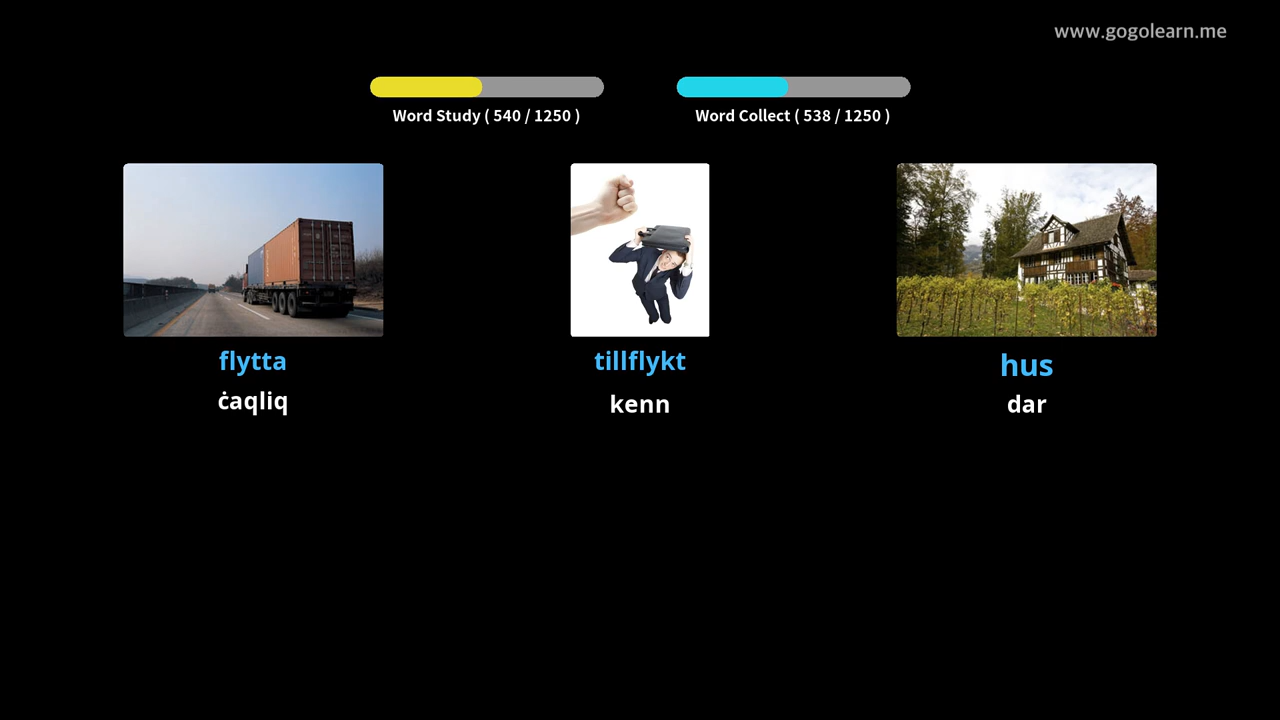 www.gogolearn.me
Word Study ( 540 / 1250 )
Word Collect ( 538 / 1250 )
flytta
ċaqliq
tillflykt
kenn
hus
dar